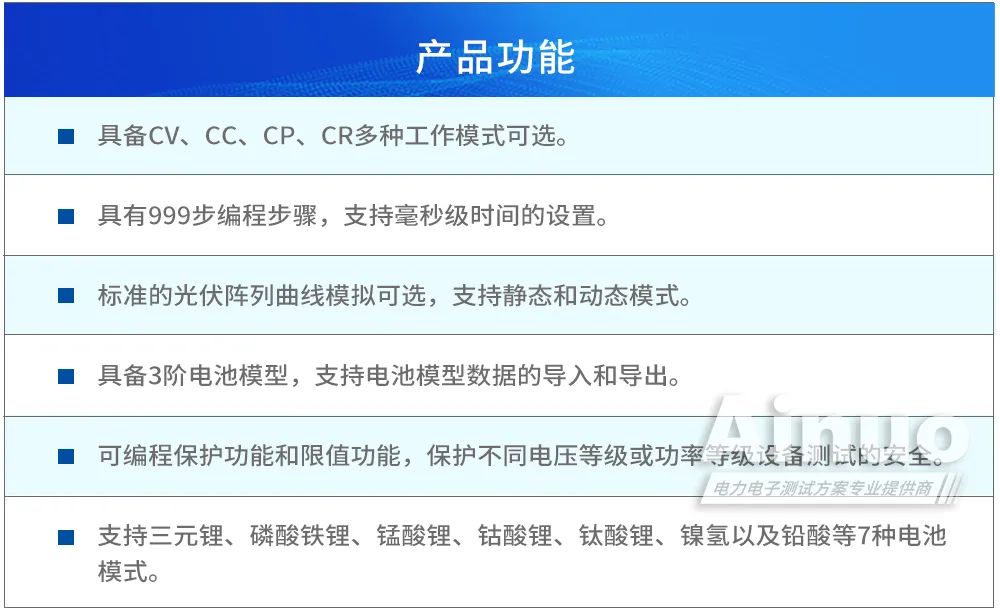 产品功能
具备CV、CC、CP、CR多种工作模式可选。
具有999步编程步骤，支持毫秒级时间的设置。
标准的光伏阵列曲线模拟可选，支持静态和动态模式。
具备3阶电池模型，支持电池模型数据的导入和导出。
Ainuo
可编程保护功能和限值功能，保护不同电压等级或功率等级设备测试的安全。
电力电子测试方案专业提供商
支持三元锂、磷酸铁锂、锰酸锂、钴酸锂、钛酸锂、镍氢以及铅酸等7种电池
模式。